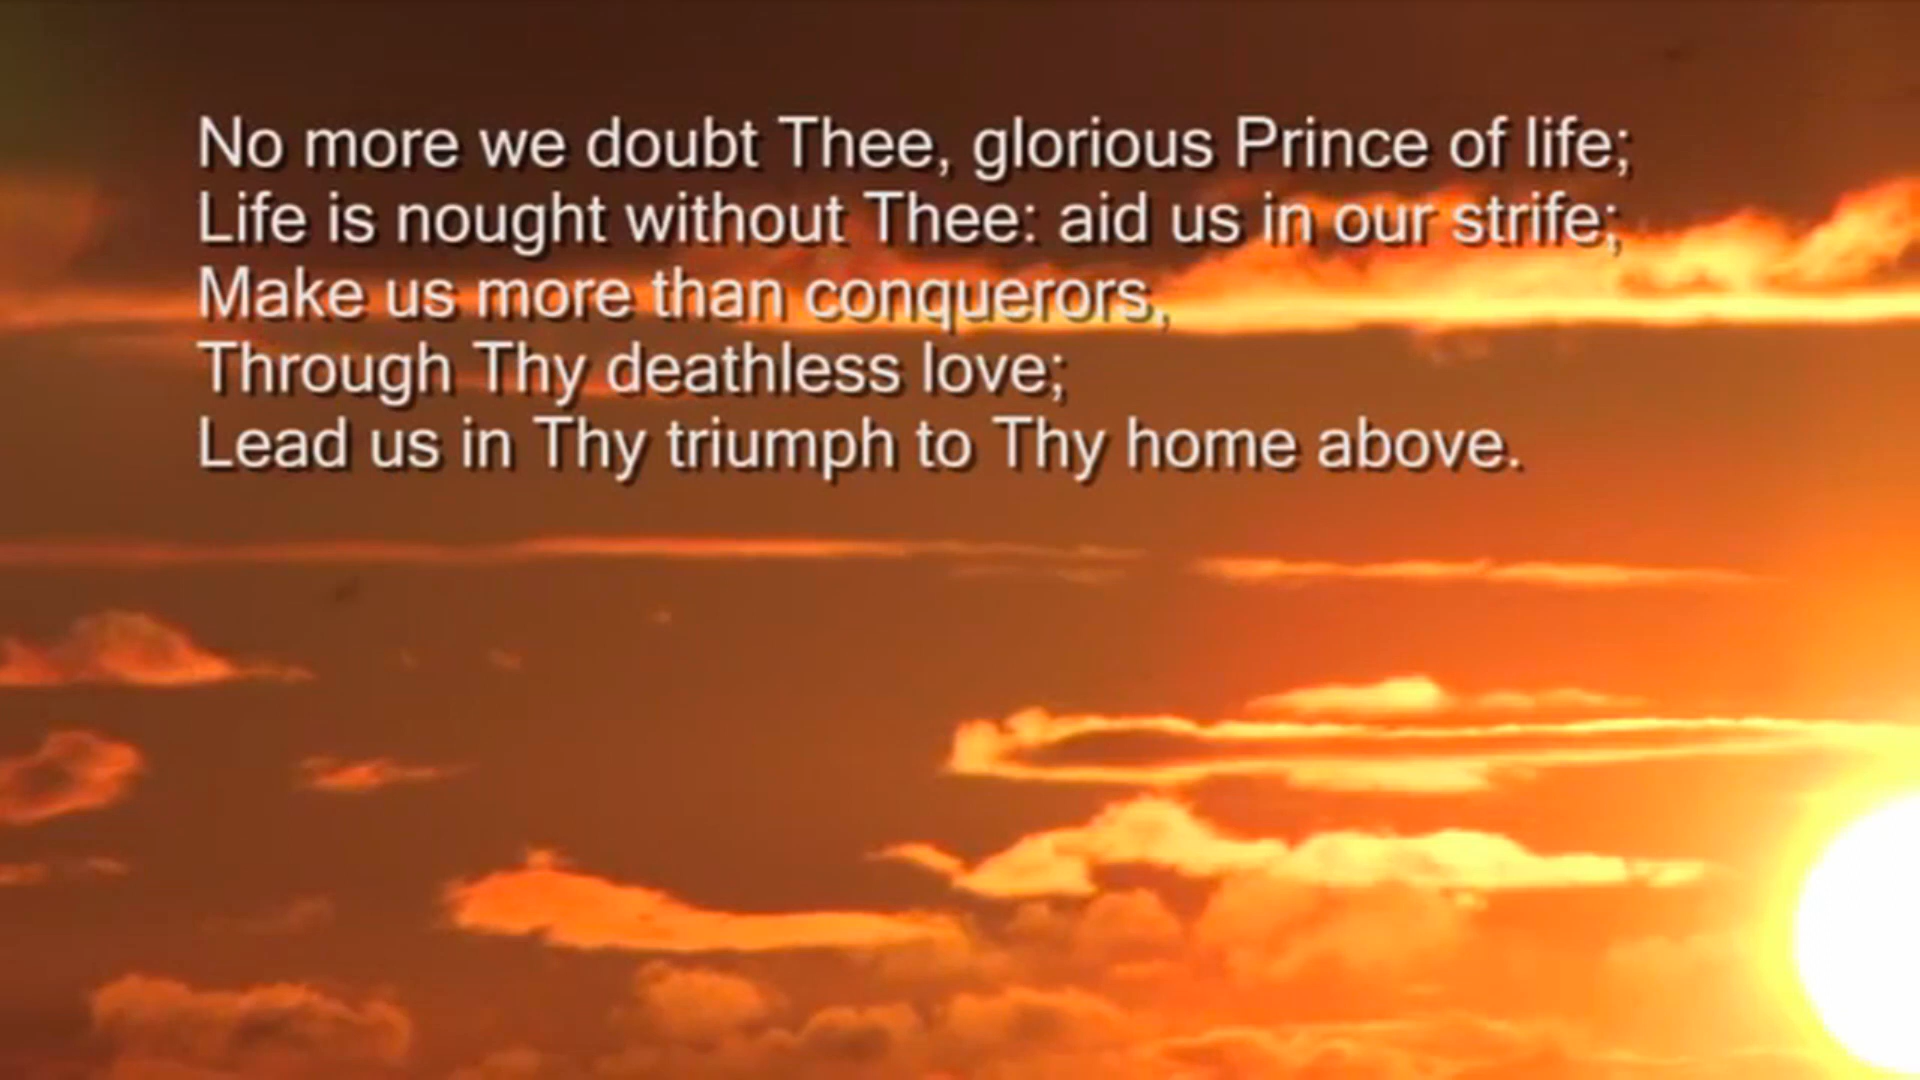 No more we doubt Thee, glorious Prince of life;
Life is nought without Thee: aid us in our strife;
Make us more than conquerors,
Through Thy deathless love;
Lead us in Thy triumph to Thy home above.